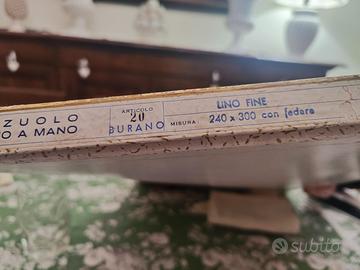 ZUOLO
O A MANO
ARTICOLO
20
BURANO
MISURA
LINO FINE
240 x 300 con federe
subito